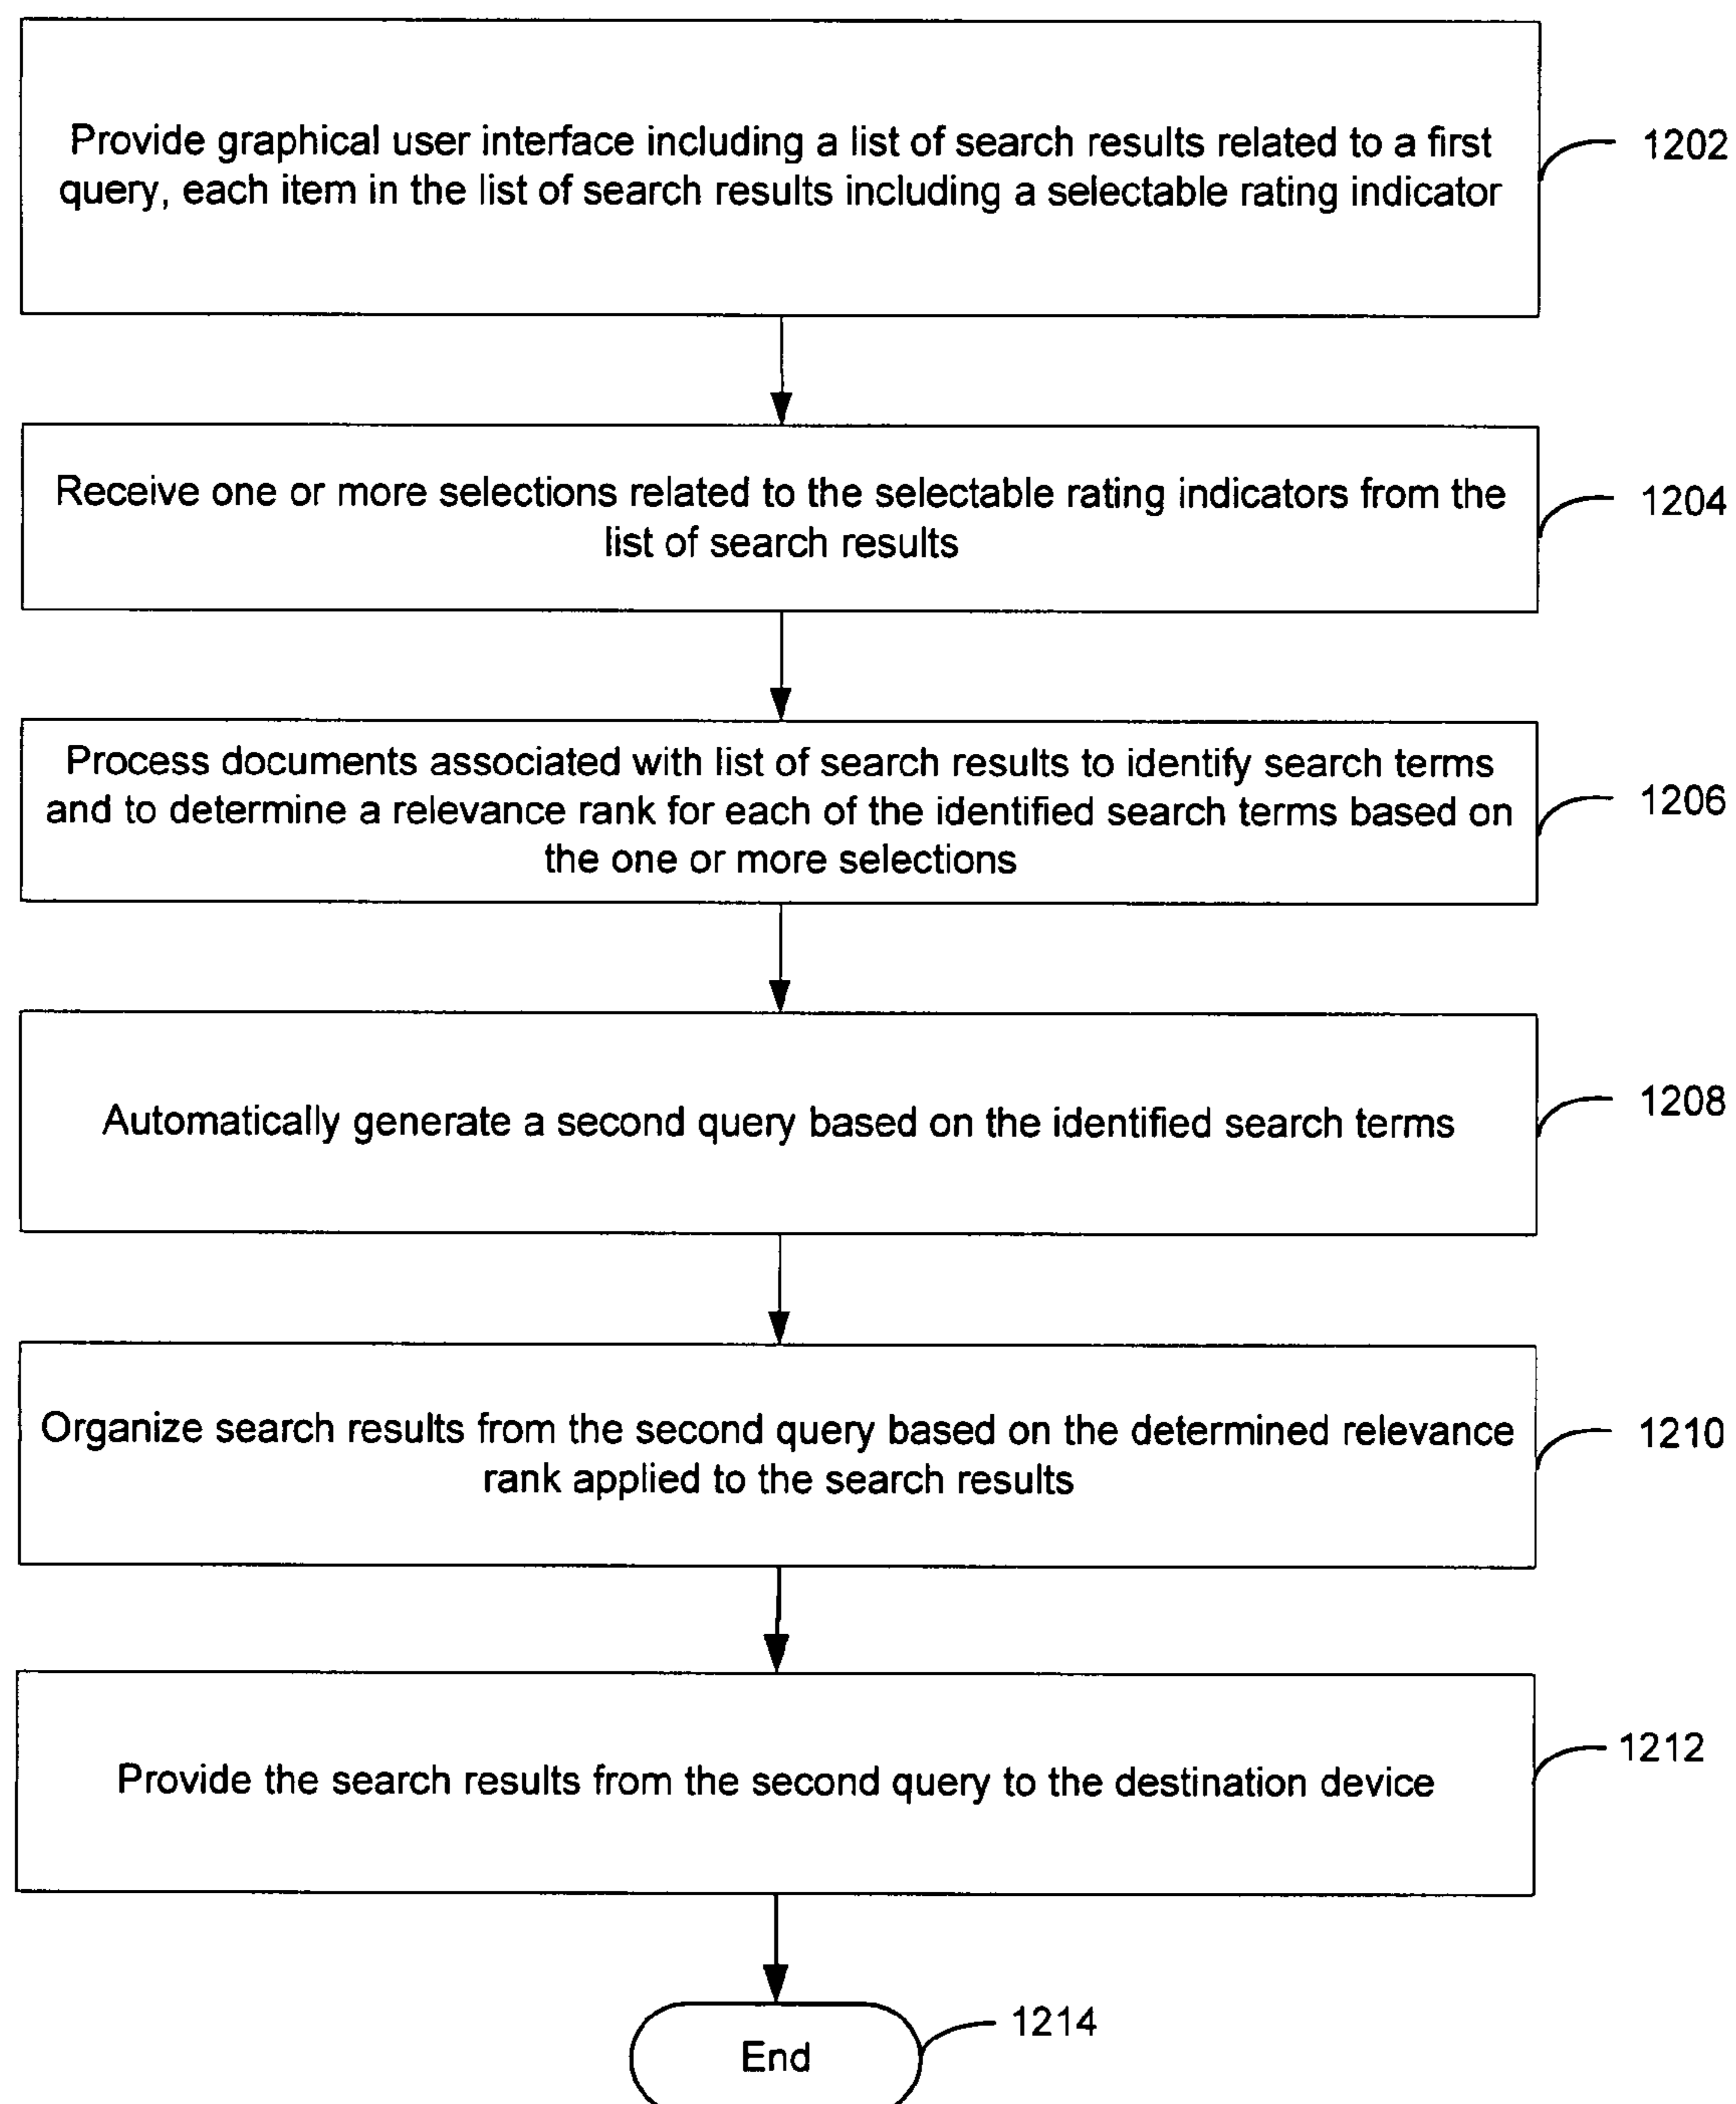 Provide graphical user interface including a list of search results related to a first
query, each item in the list of search results including a selectable rating indicator
1202
Receive one or more selections related to the selectable rating indicators from the
list of search results
1204
Process documents associated with list of search results to identify search terms
and to determine a relevance rank for each of the identified search terms based on
the one or more selections
1206
Automatically generate a second query based on the identified search terms
1208
Organize search results from the second query based on the determined relevance
rank applied to the search results
1210
Provide the search results from the second query to the destination device
1212
End
1214